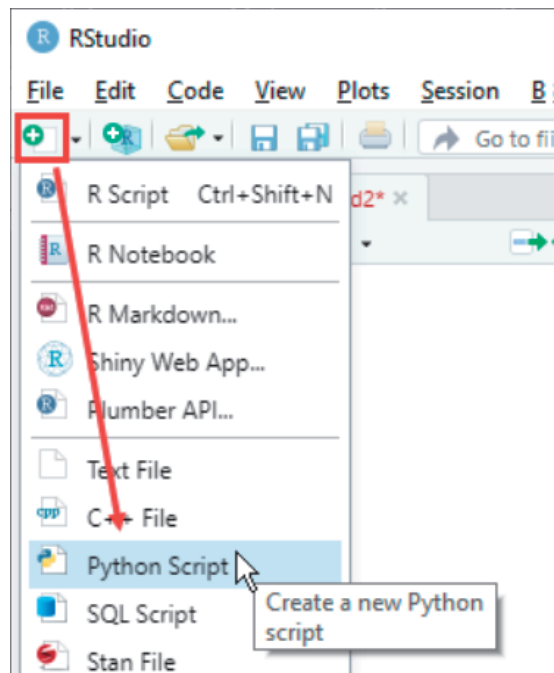 R RStudio
File Edit Code View Plots Session B
Go to fil
R Script Ctrl+Shift+N d2* ×
R Notebook
R Markdown...
Shiny Web App...
Plumber API...
Text File
C++ File
Python Script
Create a new Python
script
SQL Script
Stan File